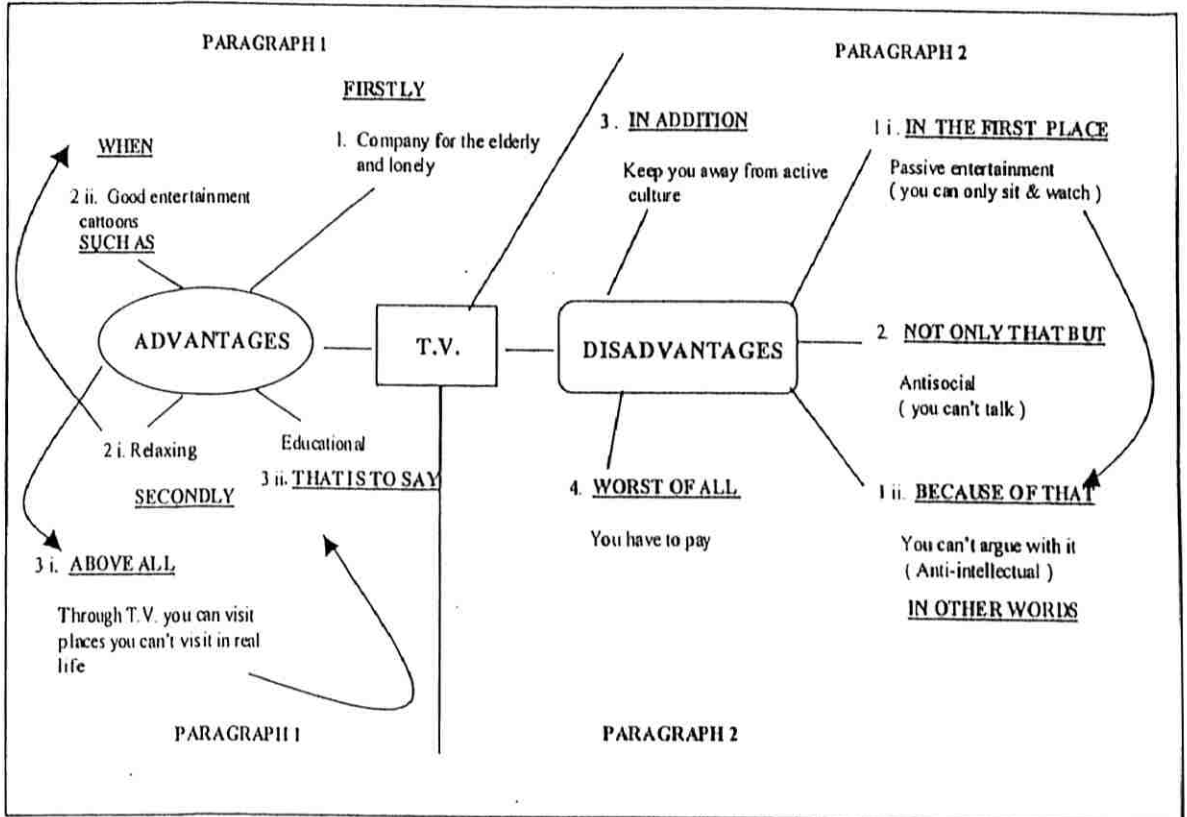 PARAGRAPH 1
PARAGRAPH 2
FIRSTLY
1. Company for the elderly
and lonely
WHEN
2 ii. Good entertainment
cartoons
SUCH AS
ADVANTAGES
2 i. Relaxing
SECONDLY
Educational
3 ii. THAT IS TO SAY
3 i. ABOVE ALL
Through T.V. you can visit
places you can't visit in real
life
PARAGRAPH 1
T.V.
3. IN ADDITION
Keep you away from active
culture
1 i. IN THE FIRST PLACE
Passive entertainment
( you can only sit & watch )
DISADVANTAGES
2. NOT ONLY THAT BUT
Antisocial
( you can't talk )
4. WORST OF ALL
You have to pay
1 ii. BECAUSE OF THAT
You can't argue with it
( Anti-intellectual )
IN OTHER WORDS
PARAGRAPH 2